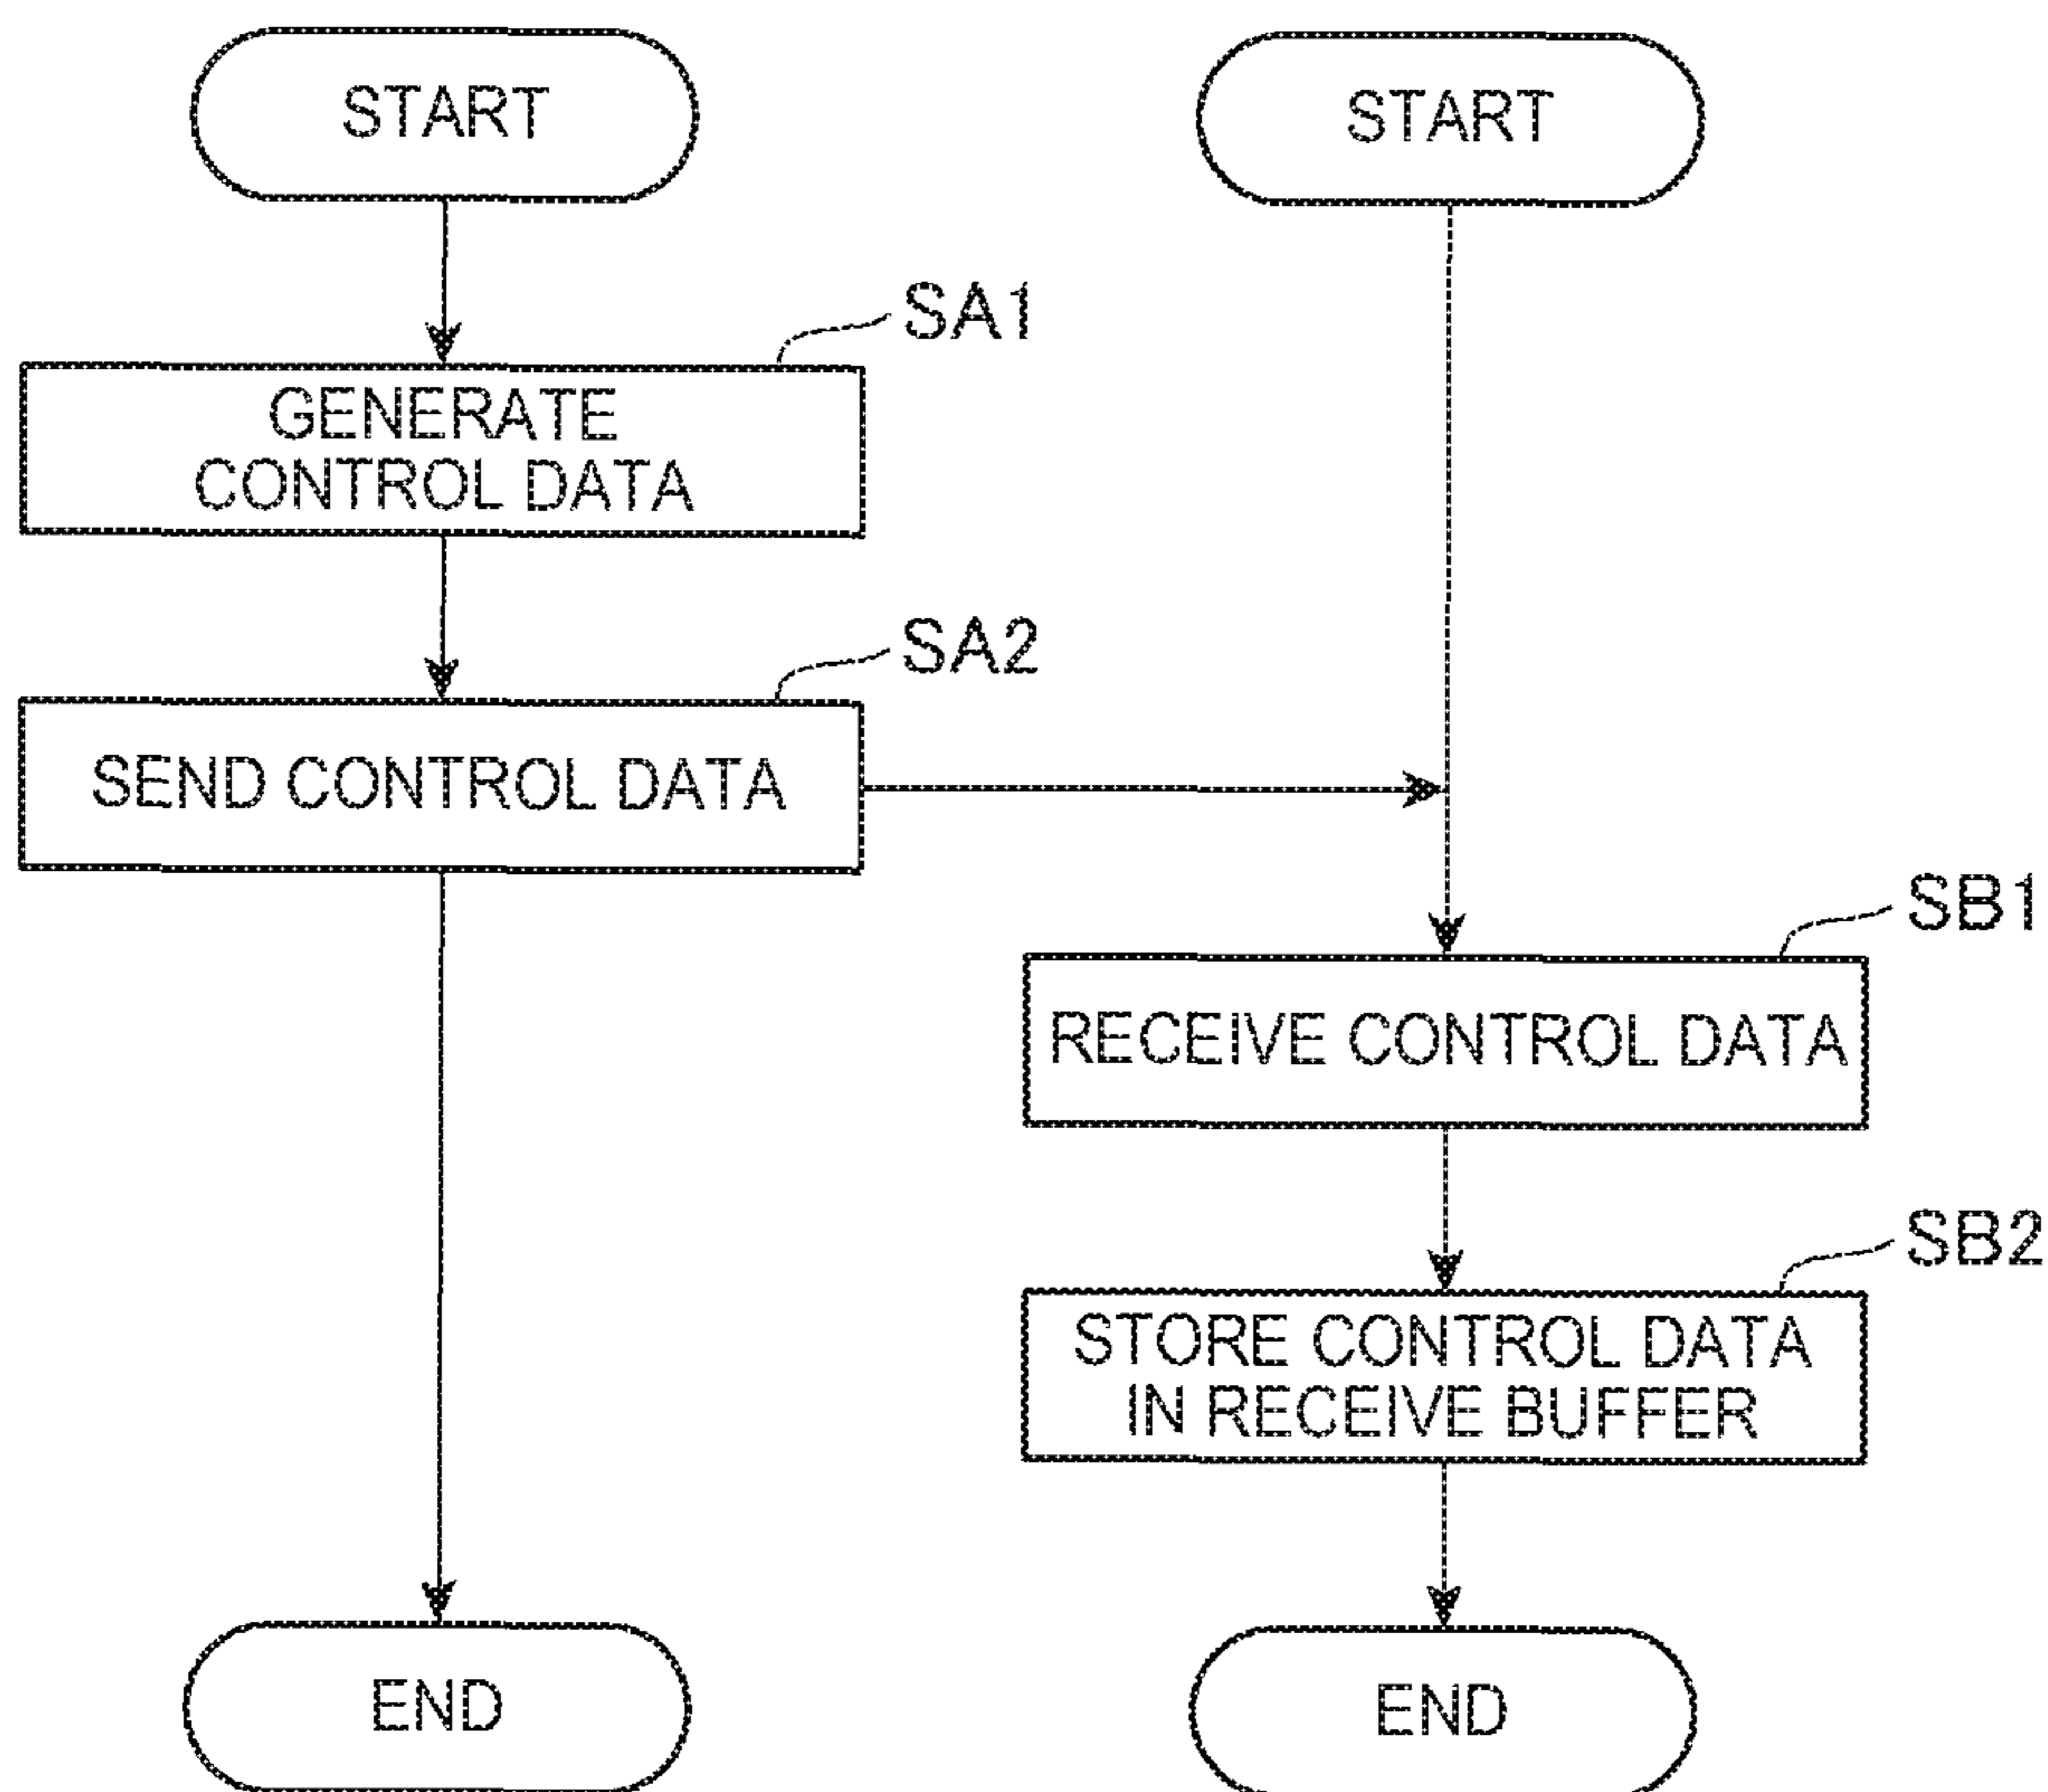 START
SA1
GENERATE
CONTROL DATA
SA2
SEND CONTROL DATA
END
START
SB1
RECEIVE CONTROL DATA
SB2
STORE CONTROL DATA
IN RECEIVE BUFFER
END